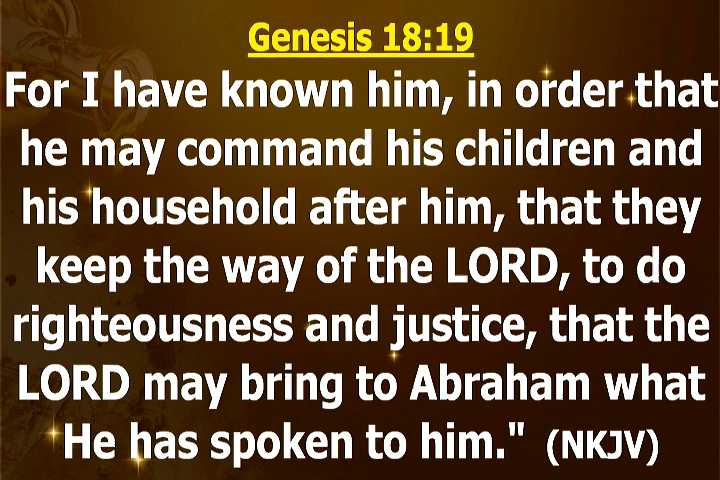 Genesis 18:19
For I have known him, in order that
he may command his children and
his household after him, that they
keep the way of the LORD, to do
righteousness and justice, that the
LORD may bring to Abraham what
He has spoken to him." (NKJV)